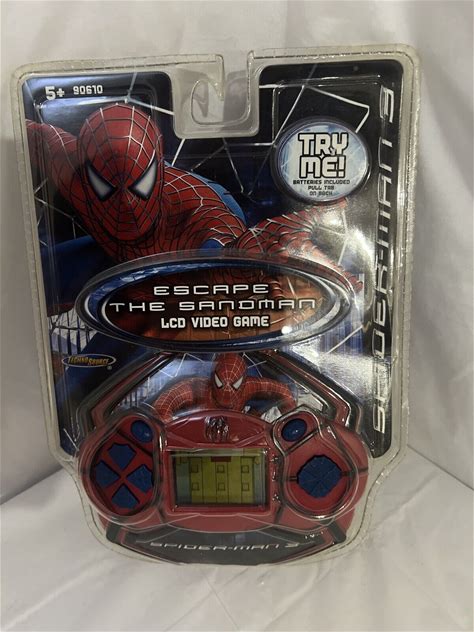 5+ 90610
TRY
ME!
BATTERIES INCLUDED
PULL TAB
ON BACK
ESCAPE
THE SANDMAN
LCD VIDEO GAME
TECHNO SOURCE®
SPIDER-MAN 3
SPIDER-MAN 3